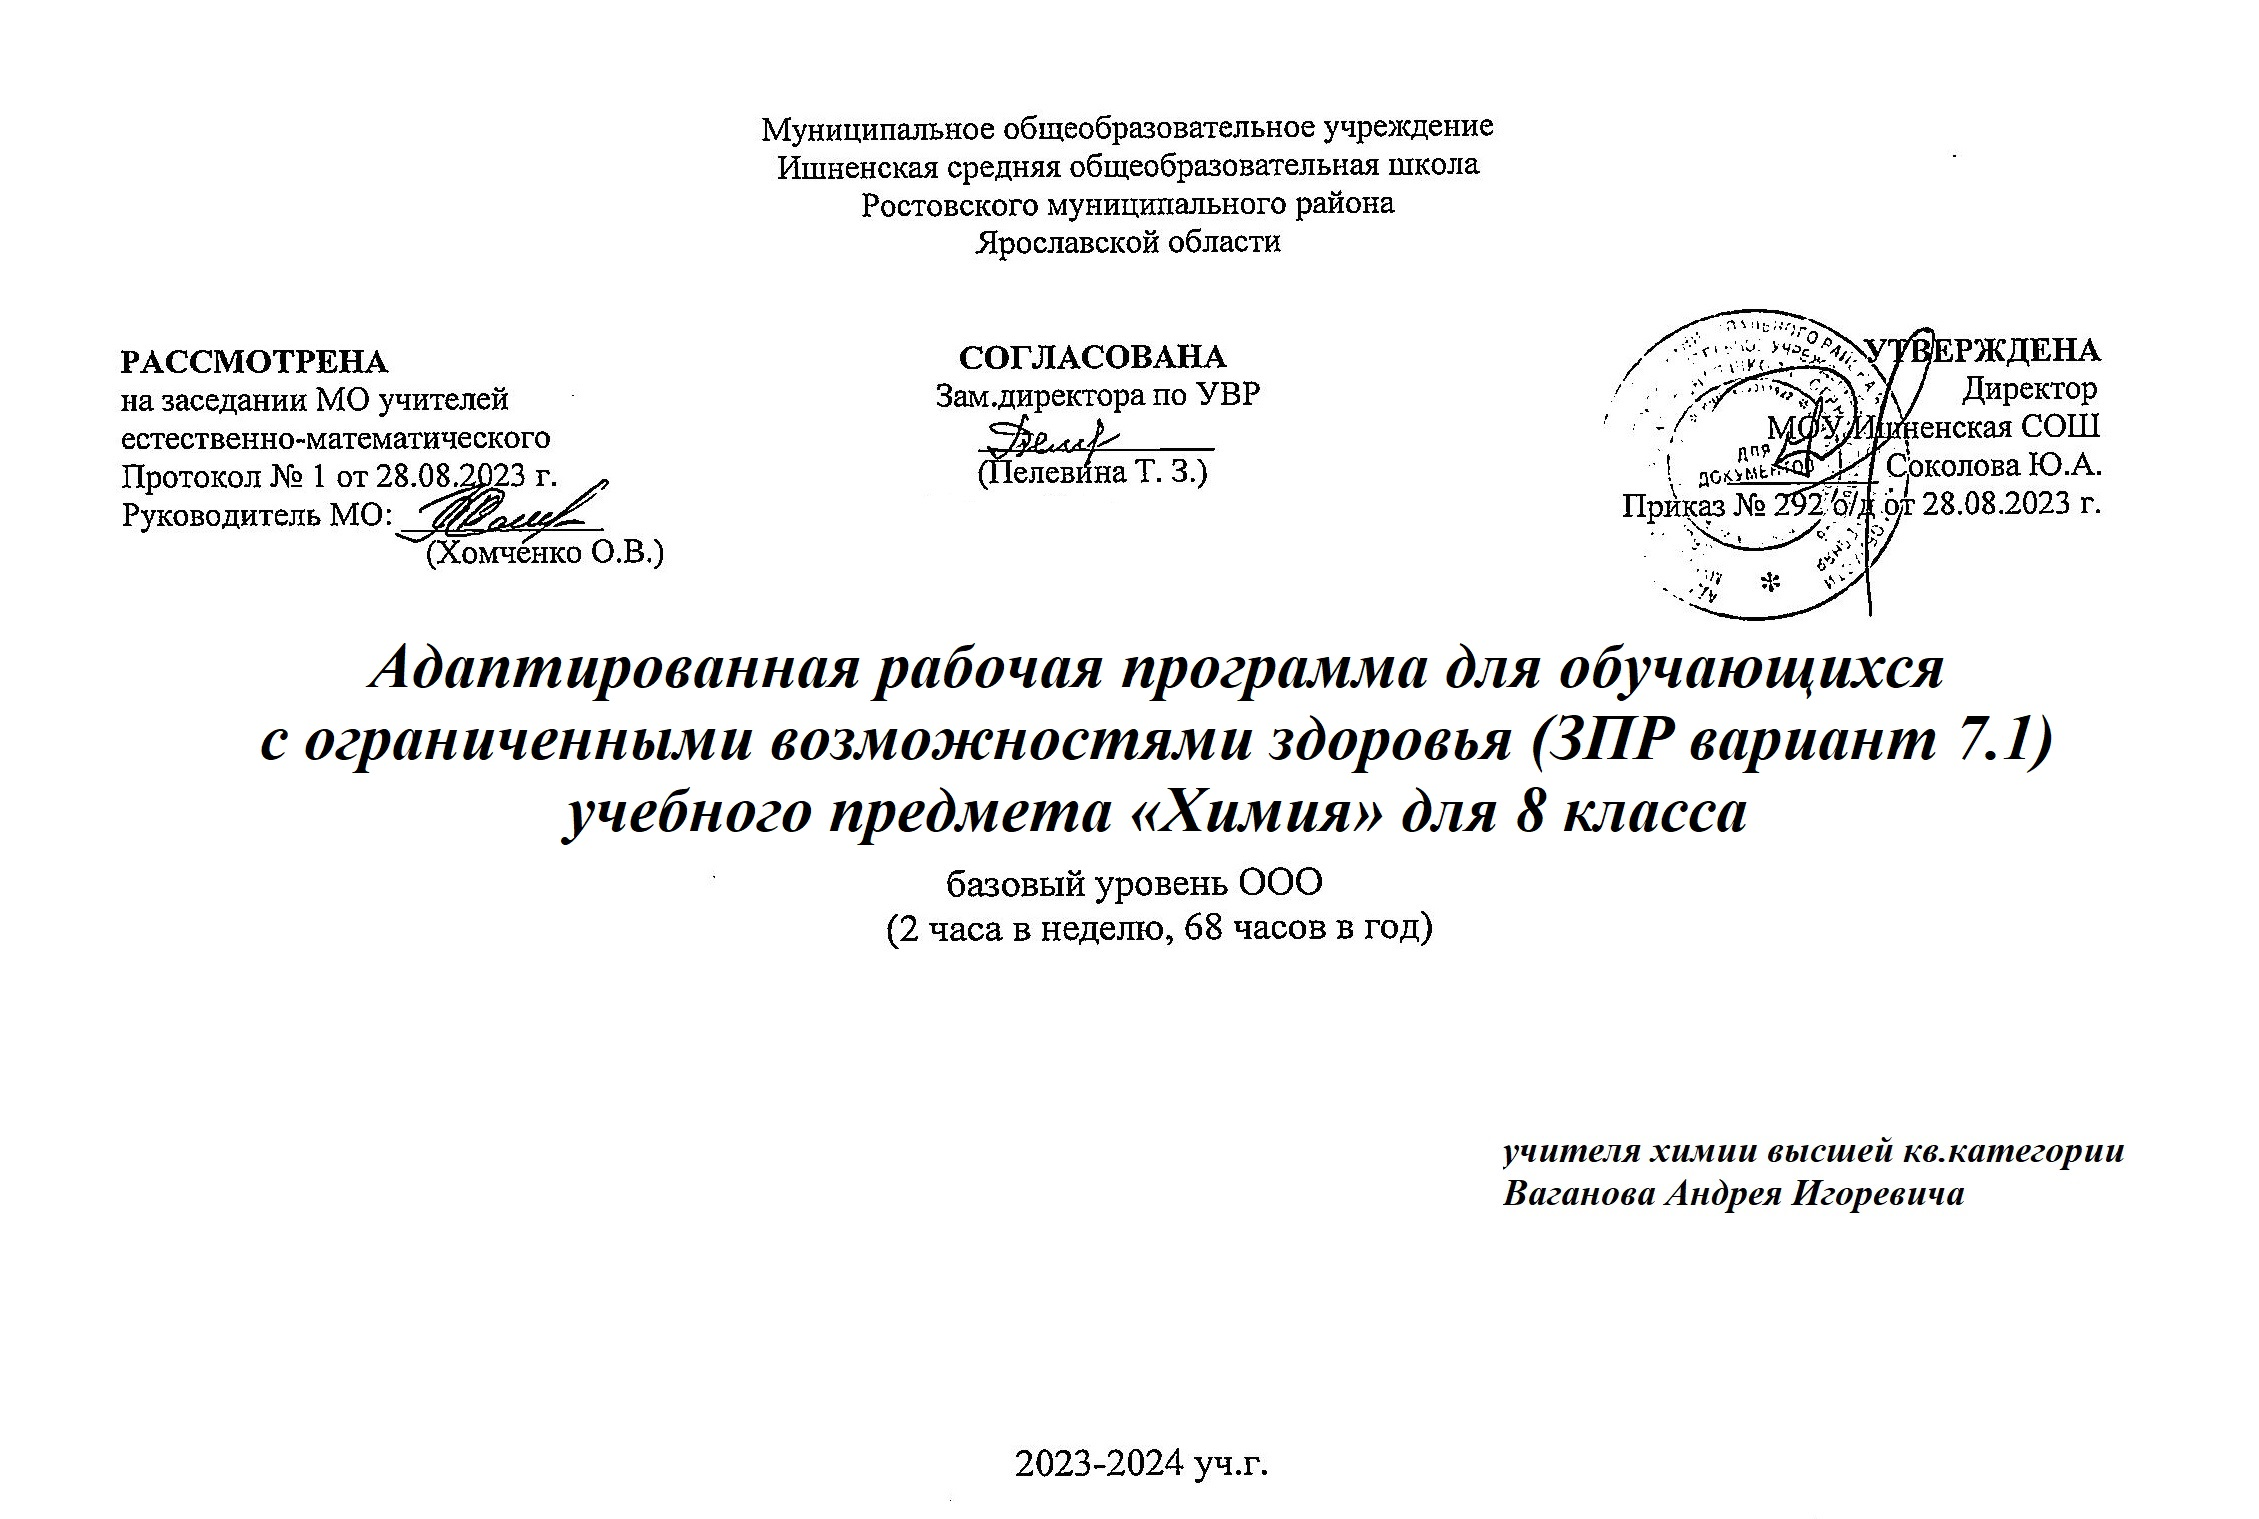 Муниципальное общеобразовательное учреждение
Ишненская средняя общеобразовательная школа
Ростовского муниципального района
Ярославской области
РАССМОТРЕНА
на заседании МО учителей
естественно-математического
Протокол № 1 от 28.08.2023 г.
Руководитель МО:
(Хомченко О.В.)
СОГЛАСОВАНА
Зам.директора по УВР
(Пелевина Т. З.)
УТВЕРЖДЕНА
Директор
МОУ Ишненская СОШ
Соколова Ю.А.
Приказ № 292 о/д от 28.08.2023 г.
ДЛЯ
ДОКУМЕНТОВ
Адаптированная рабочая программа для обучающихся
с ограниченными возможностями здоровья (ЗПР вариант 7.1)
учебного предмета «Химия» для 8 класса
базовый уровень ООО
(2 часа в неделю, 68 часов в год)
учителя химии высшей кв.категории
Ваганова Андрея Игоревича
2023-2024 уч.г.